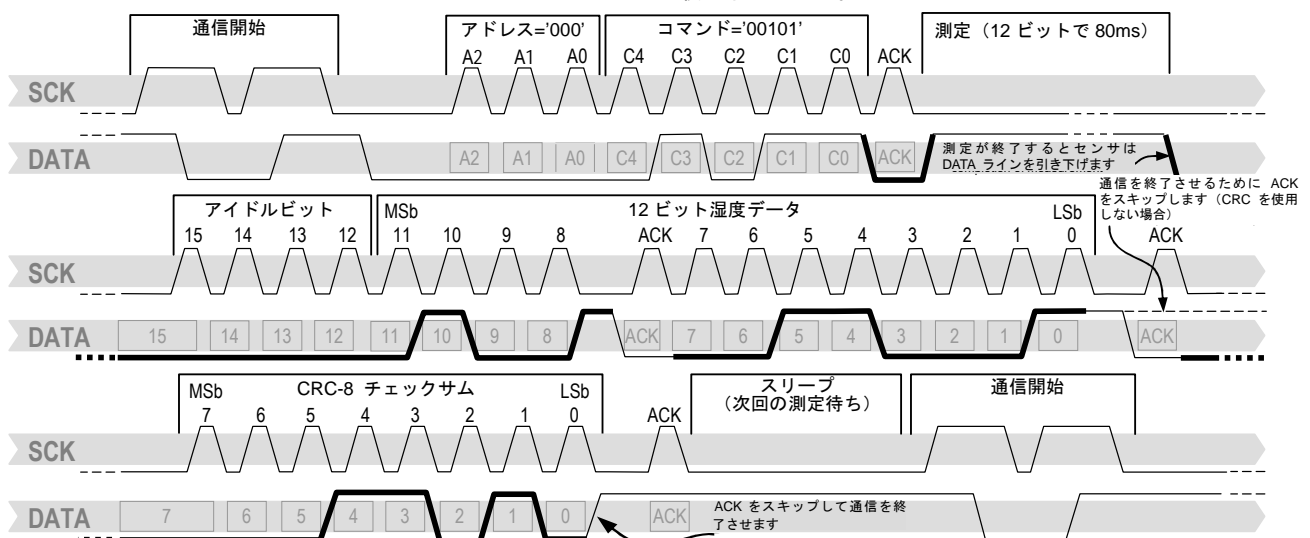 通信開始
アドレス='000'
コマンド='00101'
測定（12 ビットで 80ms）
A2 A1 A0 C4 C3 C2 C1 C0 ACK
SCK
DATA
A2 A1 A0 C4 C3 C2 C1 C0 ACK
測定が終了するとセンサは
DATA ラインを引き下げます
通信を終了させるために ACK
をスキップします（CRC を使用
しない場合）
アイドルビット
MSb
12 ビット湿度データ
LSb
15 14 13 12 11 10 9 8 ACK 7 6 5 4 3 2 1 0 ACK
SCK
DATA
15 14 13 12 11 10 9 8 ACK 7 6 5 4 3 2 1 0 ACK
MSb
CRC-8 チェックサム
LSb
スリープ
（次回の測定待ち）
通信開始
7 6 5 4 3 2 1 0 ACK
SCK
DATA
7 6 5 4 3 2 1 0 ACK
ACK をスキップして通信を終
了させます